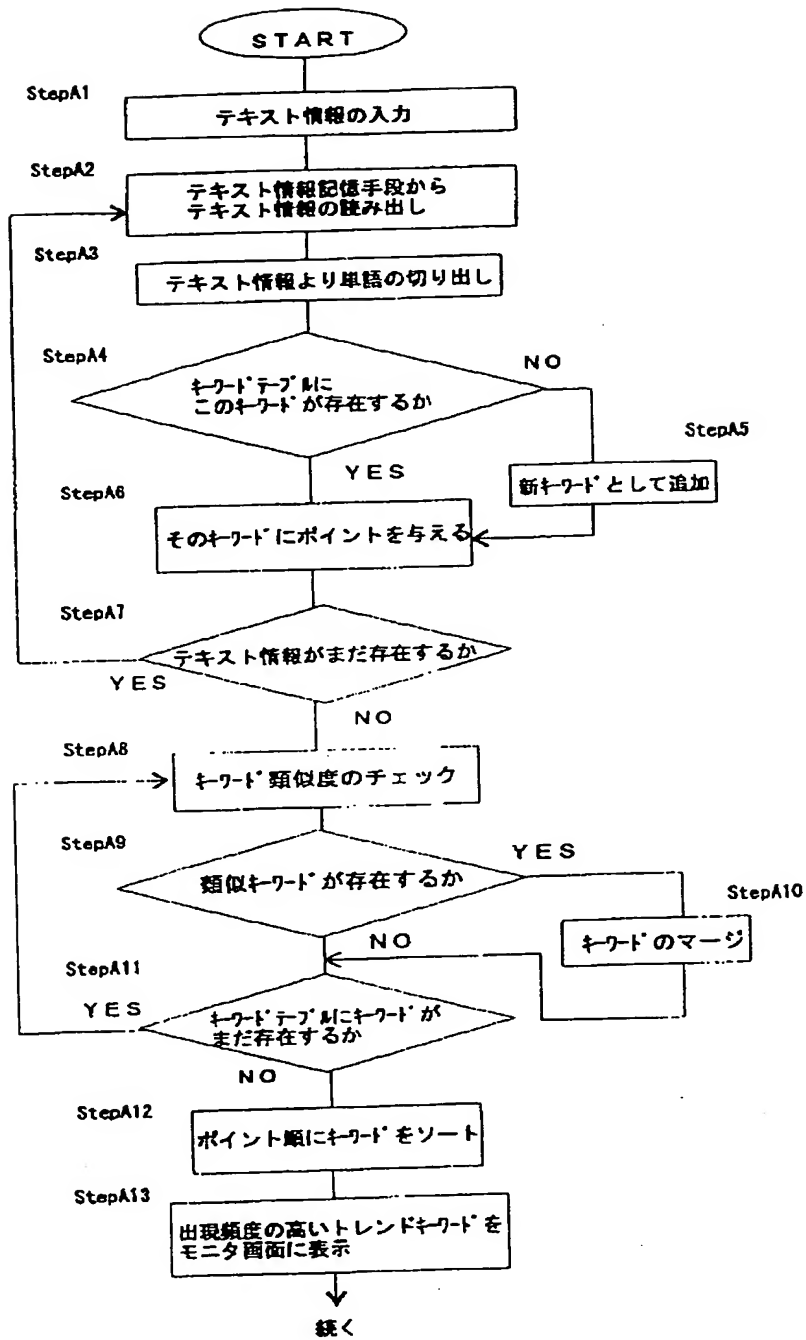 START
StepA1
テキスト情報の入力
StepA2
テキスト情報記憶手段から
テキスト情報の読み出し
StepA3
テキスト情報より単語の切り出し
StepA4
NO
キーワードテーブルに
このキーワードが存在するか
StepA5
YES
新キーワードとして追加
StepA6
そのキーワードにポイントを与える
StepA7
テキスト情報がまだ存在するか
YES
NO
StepA8
キーワード類似度のチェック
StepA9
YES
類似キーワードが存在するか
StepA10
NO
キーワードのマージ
StepA11
YES
キーワードテーブルにキーワードが
まだ存在するか
NO
StepA12
ポイント順にキーワードをソート
StepA13
出現頻度の高いトレンドキーワードを
モニタ画面に表示
続く